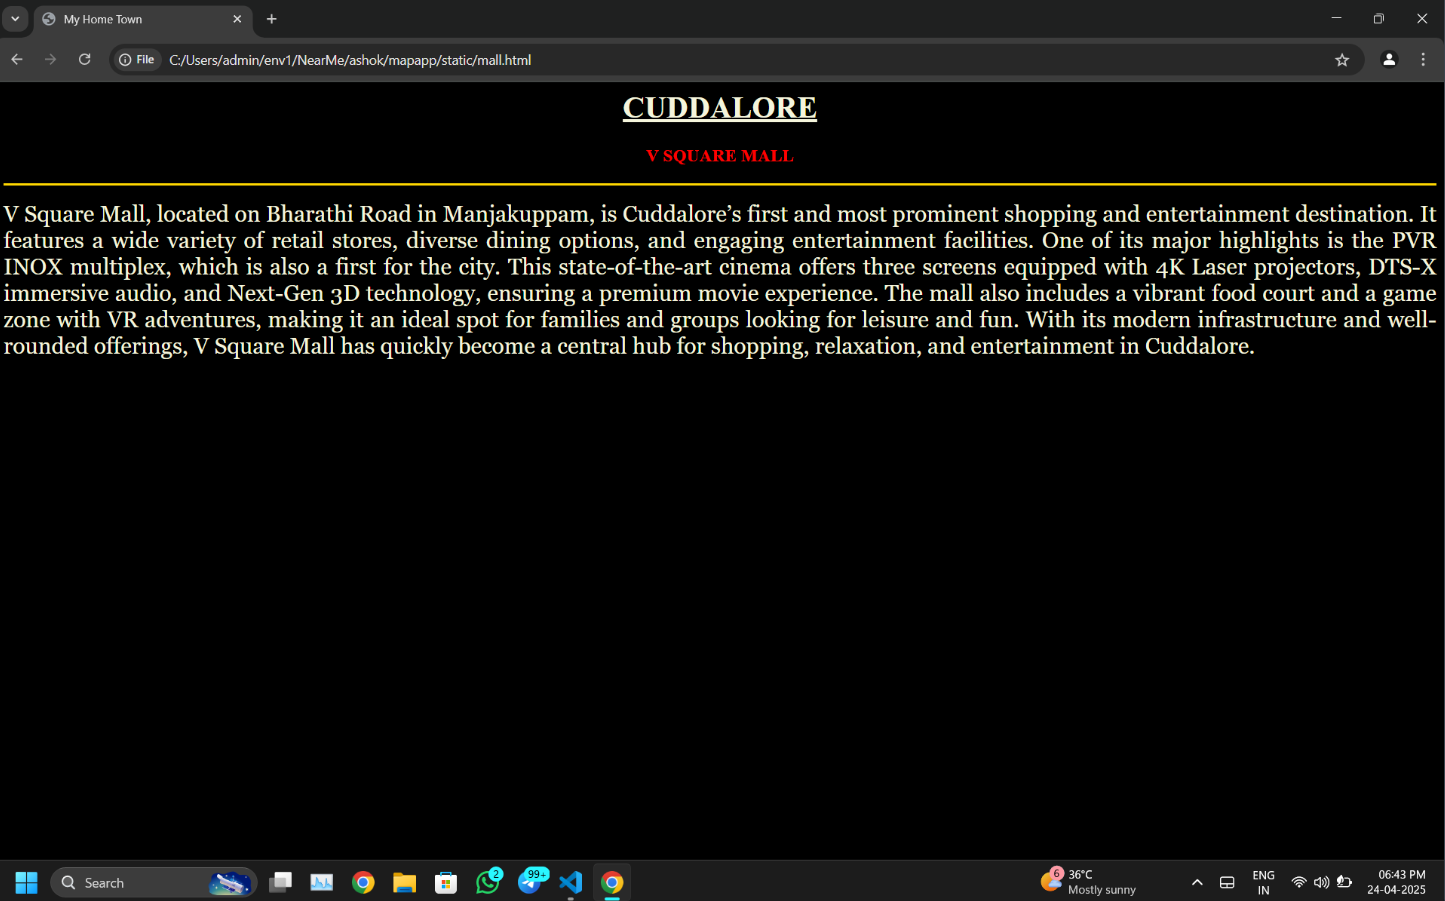 My Home Town
File
C:/Users/admin/env1/NearMe/ashok/mapapp/static/mall.html
CUDDALORE
V SQUARE MALL
V Square Mall, located on Bharathi Road in Manjakuppam, is Cuddalore’s first and most prominent shopping and entertainment destination. It
features a wide variety of retail stores, diverse dining options, and engaging entertainment facilities. One of its major highlights is the PVR
INOX multiplex, which is also a first for the city. This state-of-the-art cinema offers three screens equipped with 4K Laser projectors, DTS-X
immersive audio, and Next-Gen 3D technology, ensuring a premium movie experience. The mall also includes a vibrant food court and a game
zone with VR adventures, making it an ideal spot for families and groups looking for leisure and fun. With its modern infrastructure and well-
rounded offerings, V Square Mall has quickly become a central hub for shopping, relaxation, and entertainment in Cuddalore.
Search
2
99+
6
36°C
Mostly sunny
ENG
IN
06:43 PM
24-04-2025